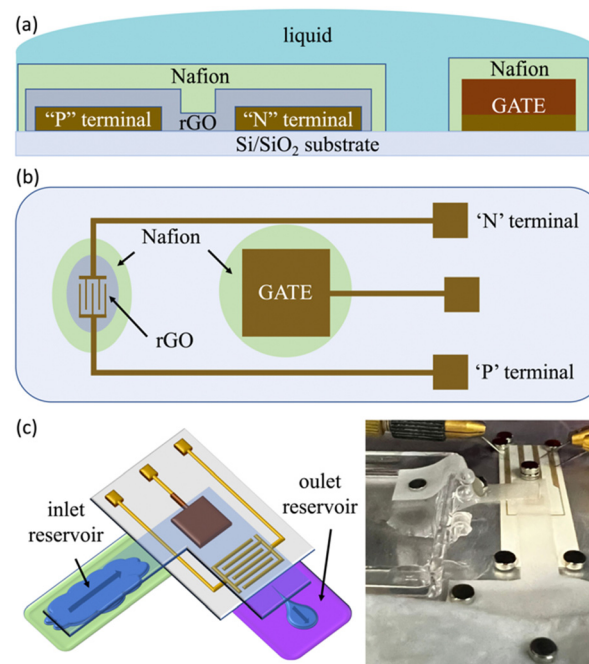 (a)
liquid
Nafion
Nafion
"P" terminal
rGO
"N" terminal
GATE
Si/SiO₂ substrate
(b)
'N' terminal
Nafion
GATE
rGO
'P' terminal
(c)
oulet
reservoir
inlet
reservoir